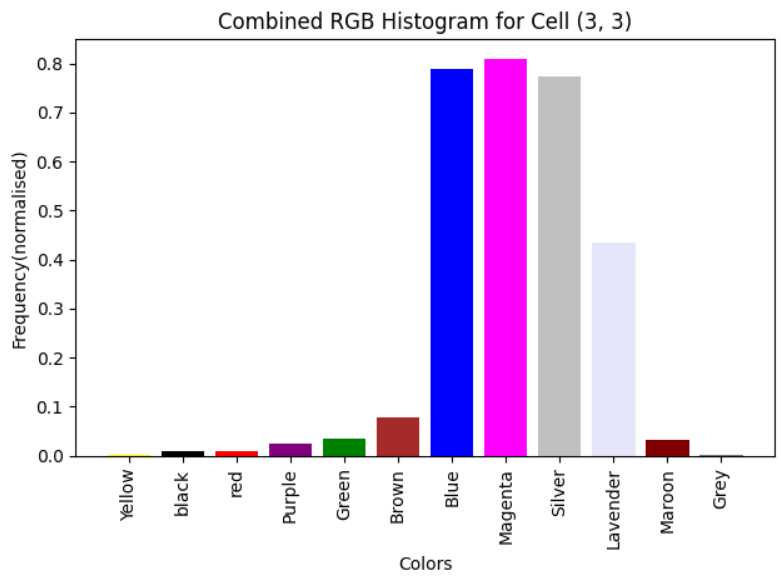 Combined RGB Histogram for Cell (3, 3)
Frequency(normalised)
0.8
0.7
0.6
0.5
0.4
0.3
0.2
0.1
0.0
Yellow
black
red
Purple
Green
Brown
Blue
Magenta
Silver
Lavender
Maroon
Grey
Colors